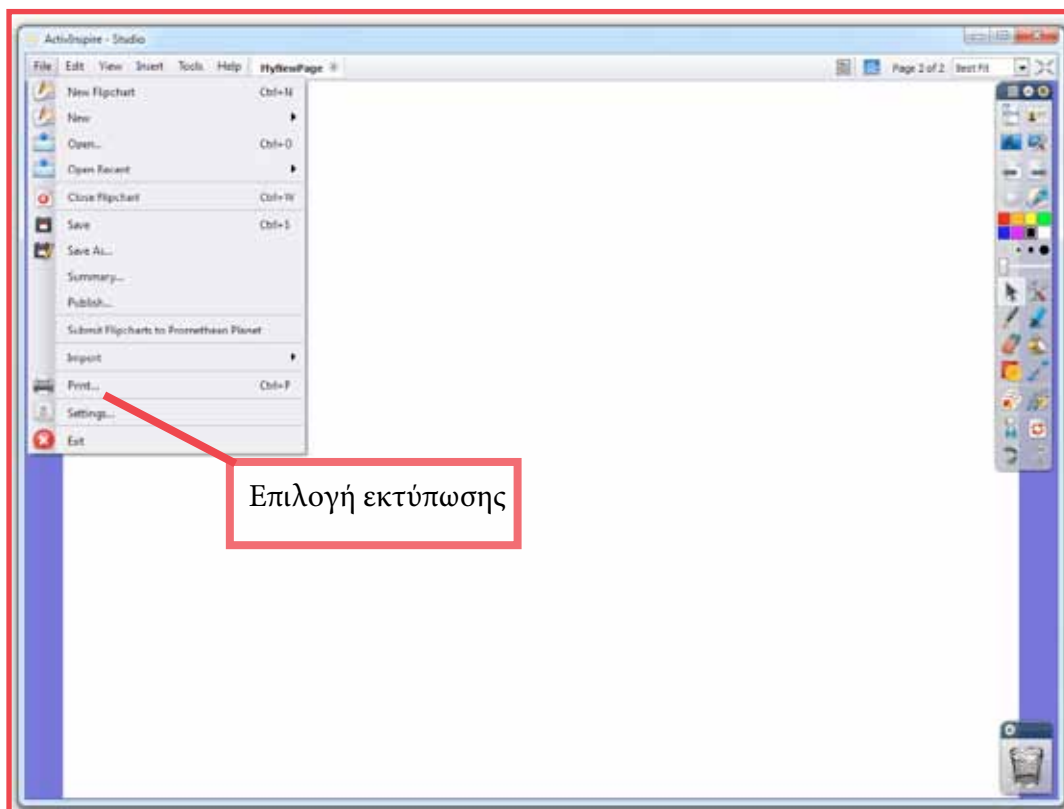 ActivInspire - Studio
File Edit View Insert Tools Help MyNewPage
Page 2 of 2 Best Fit
New Flipchart Ctrl+N
New
Open... Ctrl+O
Open Recent
Close Flipchart Ctrl+W
Save Ctrl+S
Save As...
Summary...
Publish...
Submit Flipcharts to Promethean Planet
Import
Print... Ctrl+P
Settings...
Exit
Επιλογή εκτύπωσης